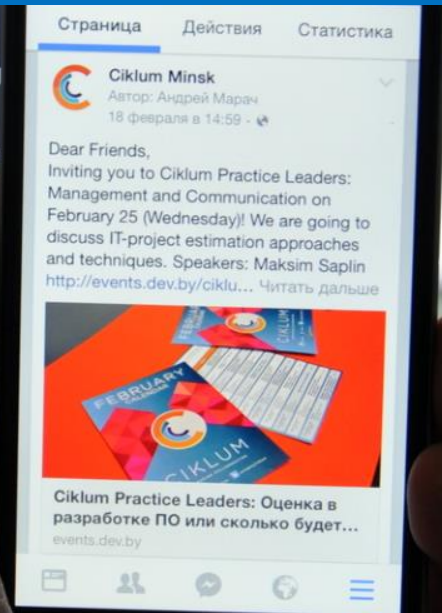 Страница Действия Статистика
Ciklum Minsk
Автор: Андрей Марач
18 февраля в 14:59 -
Dear Friends,
Inviting you to Ciklum Practice Leaders:
Management and Communication on
February 25 (Wednesday)! We are going to
discuss IT-project estimation approaches
and techniques. Speakers: Maksim Saplin
http://events.dev.by/ciklu... Читать дальше
FEBRUARY
CALENDAR
CIKLUM
CIKLUM
Ciklum Practice Leaders: Оценка в
разработке ПО или сколько будет...
events.dev.by